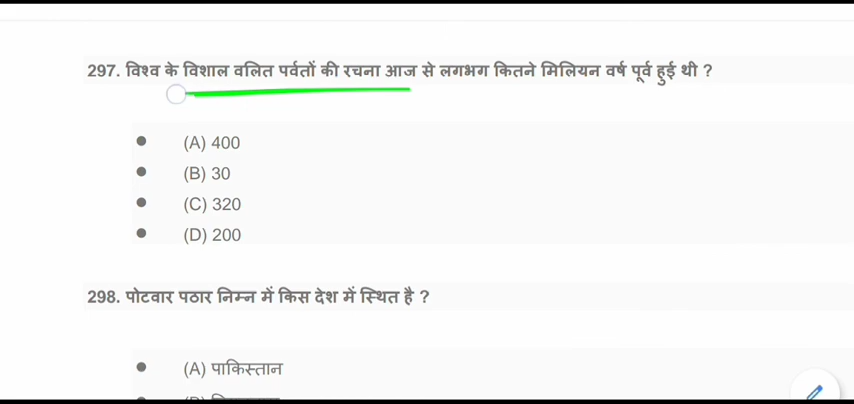 297. विश्व के विशाल वलित पर्वतों की रचना आज से लगभग कितने मिलियन वर्ष पूर्व हुई थी ?
(A) 400
(B) 30
(C) 320
(D) 200
298. पोटवार पठार निम्न में किस देश में स्थित है ?
(A) पाकिस्तान